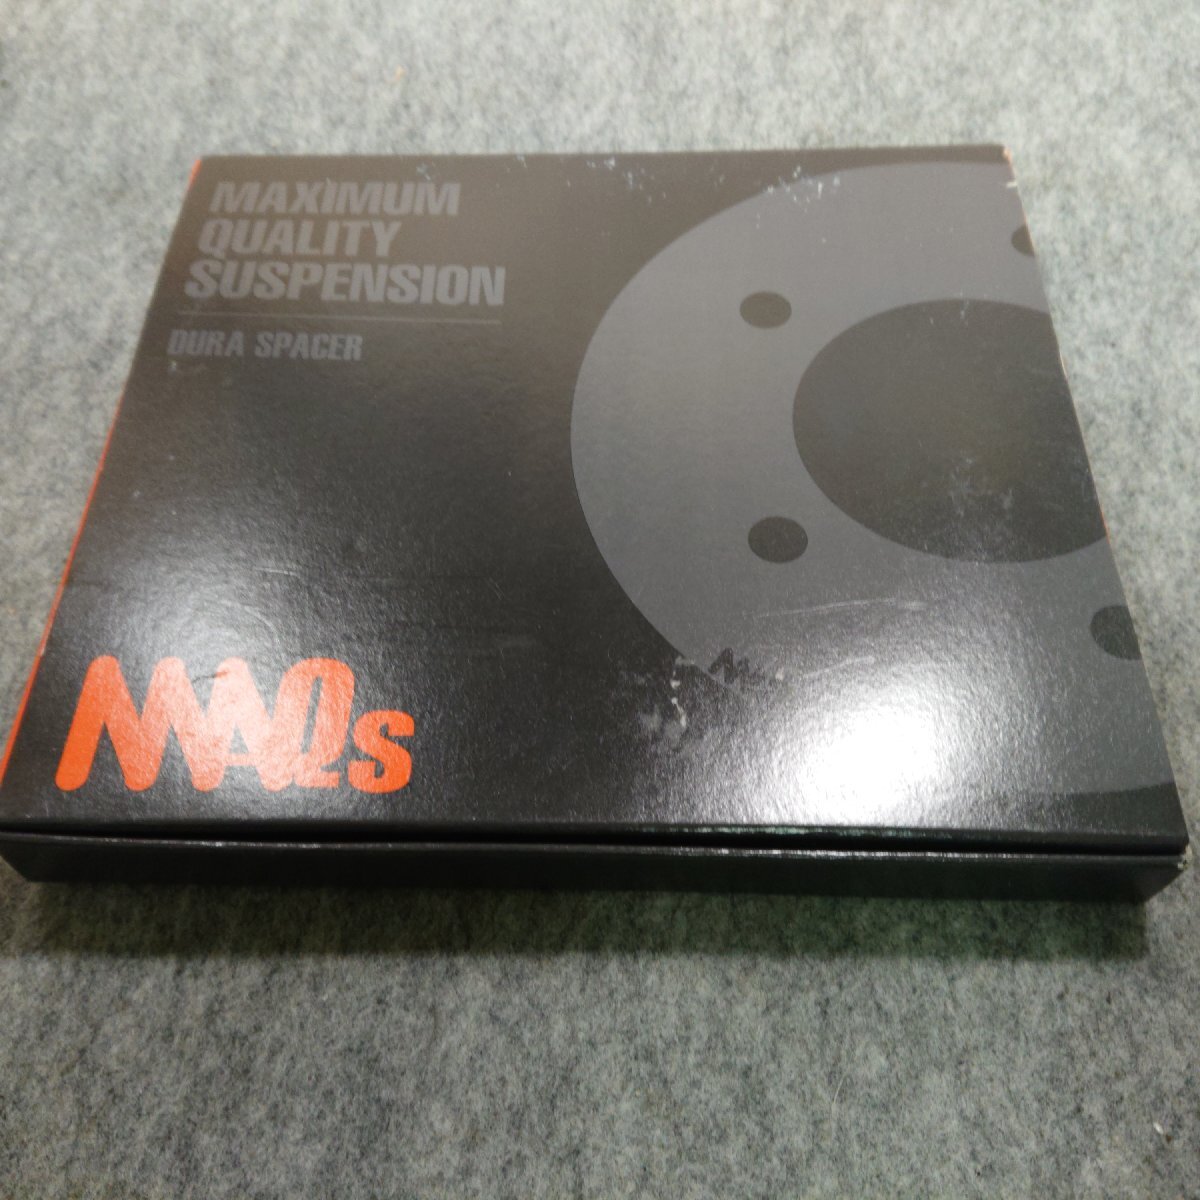 MAXIMUM
QUALITY
SUSPENSION
DURA SPACER
MAQs